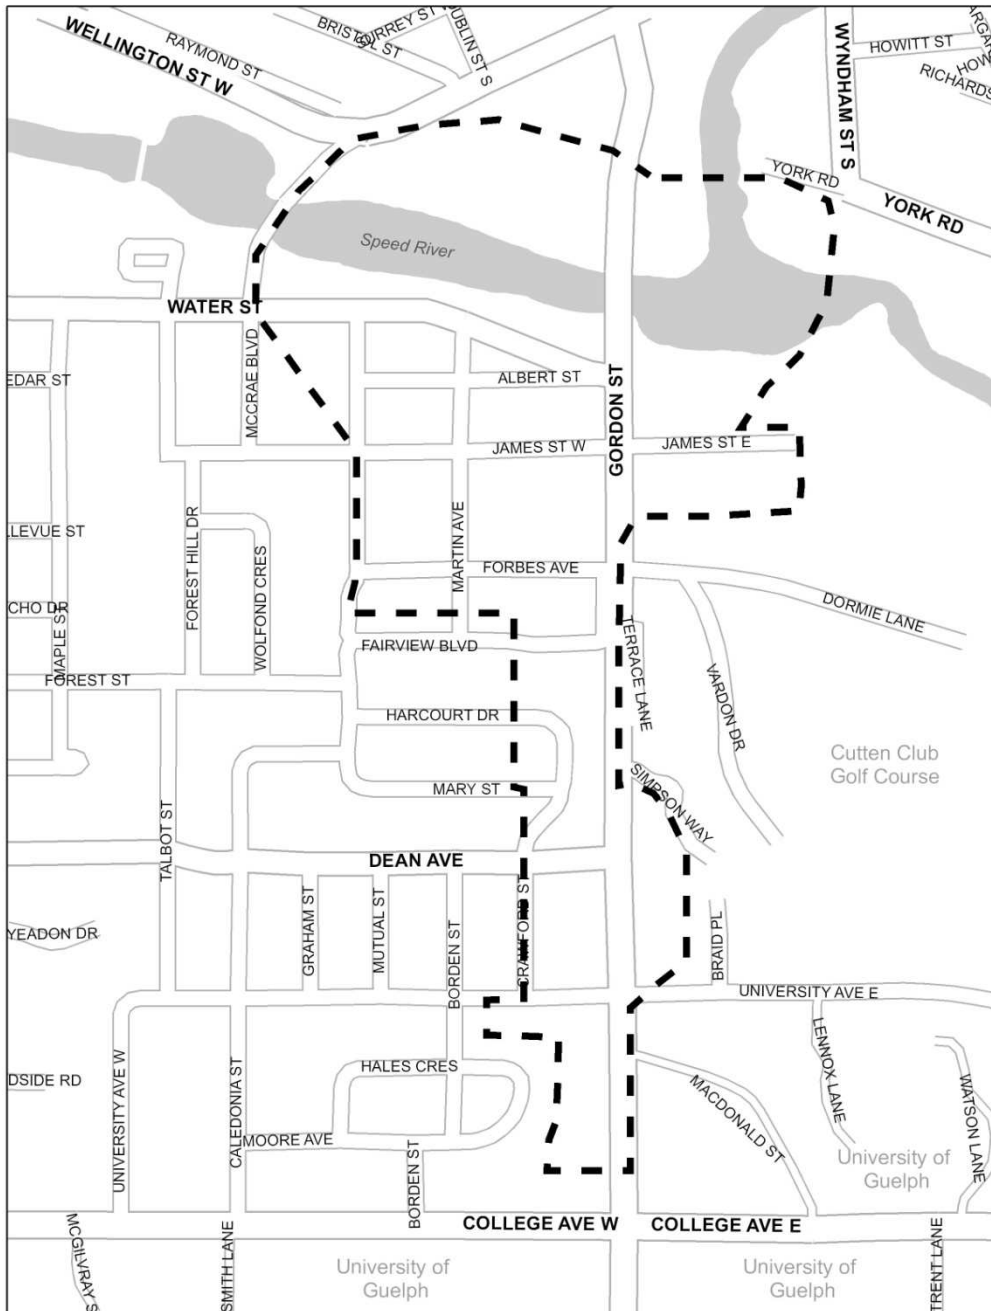 SURREY ST
DUBLIN ST S
BRISTOL ST
RAYMOND ST
WELLINGTON ST W
WYNDHAM ST S
HOWITT ST
HOW
RICHARDS
YORK RD
YORK RD
Speed River
WATER ST
MCCRAE BLVD
EDAR ST
ALBERT ST
GORDON ST
JAMES ST W
JAMES ST E
LLEVUE ST
FOREST HILL DR
WOLFOND CRES
MARTIN AVE
FORBES AVE
DORMIE LANE
CHO DR
MAPLE ST
FAIRVIEW BLVD
TERRACE LANE
VARDON DR
FOREST ST
HARCOURT DR
Cutten Club
Golf Course
SIMPSON WAY
MARY ST
TALBOT ST
DEAN AVE
YEADON DR
GRAHAM ST
MUTUAL ST
BORDEN ST
CRAWFORD ST
BRAID PL
UNIVERSITY AVE E
LENNOX LANE
DSIDE RD
UNIVERSITY AVE W
CALEDONIA ST
HALES CRES
MACDONALD ST
WATSON LANE
MOORE AVE
BORDEN ST
University of
Guelph
MCGILVRAY S
SMITH LANE
COLLEGE AVE W
COLLEGE AVE E
TRENT LANE
University of
Guelph
University of
Guelph